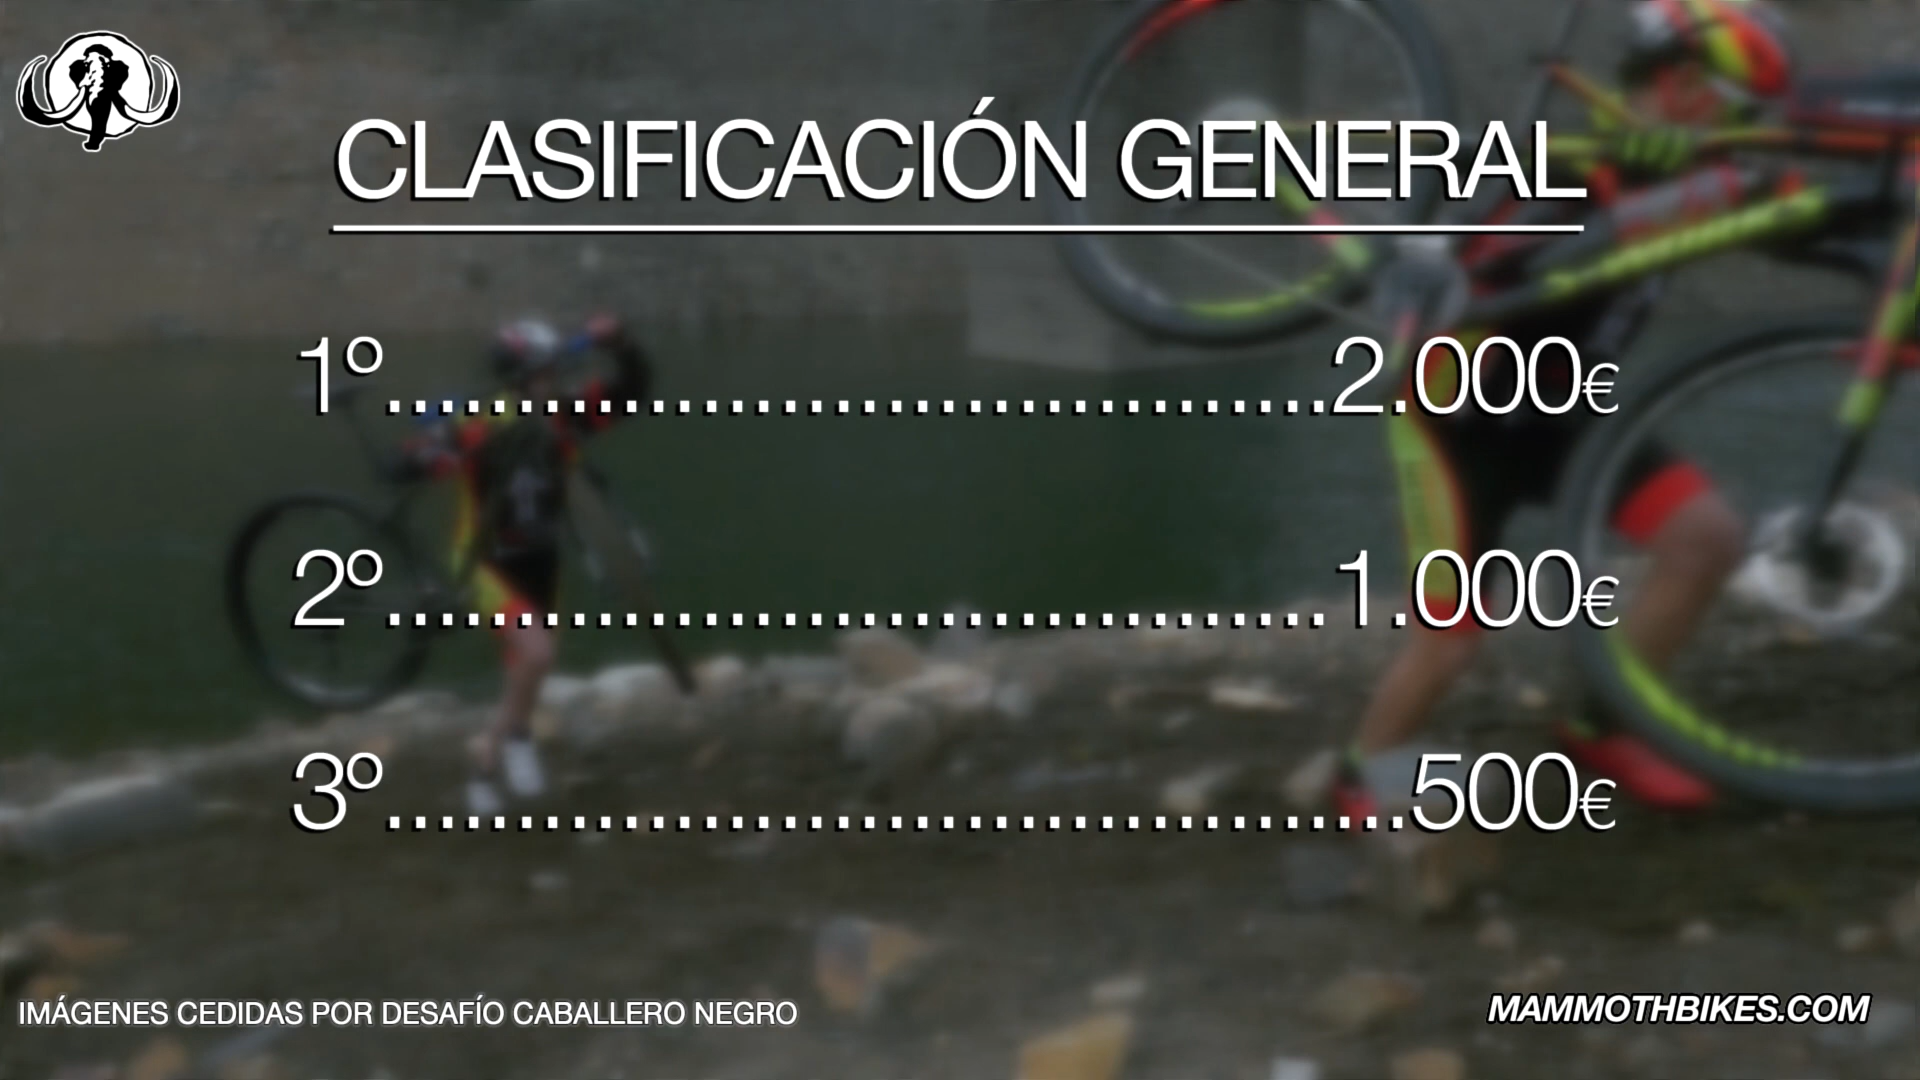 CLASIFICACIÓN GENERAL
1º....................................2.000€
2º....................................1.000€
3º.......................................500€
IMÁGENES CEDIDAS POR DESAFÍO CABALLERO NEGRO
MAMMOTHBIKES.COM